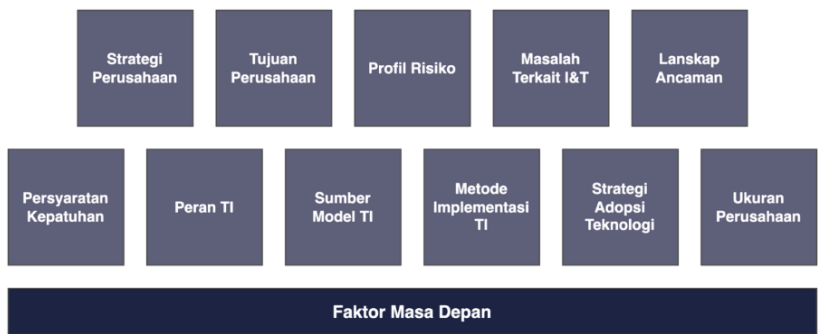 Strategi
Perusahaan
Tujuan
Perusahaan
Profil Risiko
Masalah
Terkait I&T
Lanskap
Ancaman
Persyaratan
Kepatuhan
Peran TI
Sumber
Model TI
Metode
Implementasi
TI
Strategi
Adopsi
Teknologi
Ukuran
Perusahaan
Faktor Masa Depan